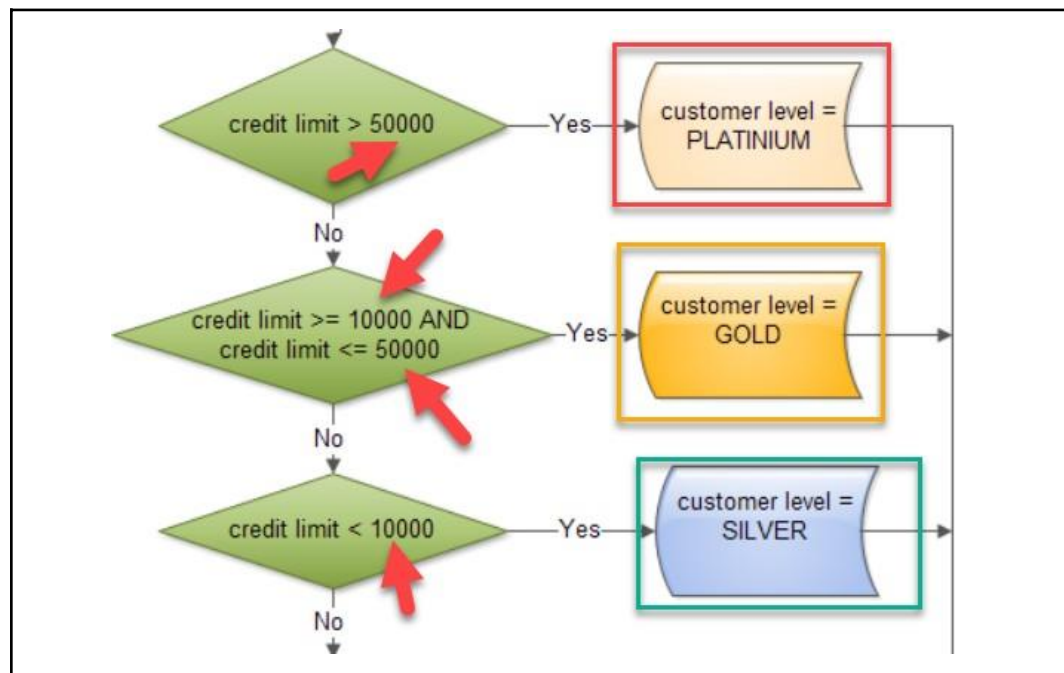 credit limit > 50000
Yes
customer level =
PLATINIUM
No
credit limit >= 10000 AND
credit limit <= 50000
Yes
customer level =
GOLD
No
credit limit < 10000
Yes
customer level =
SILVER
No